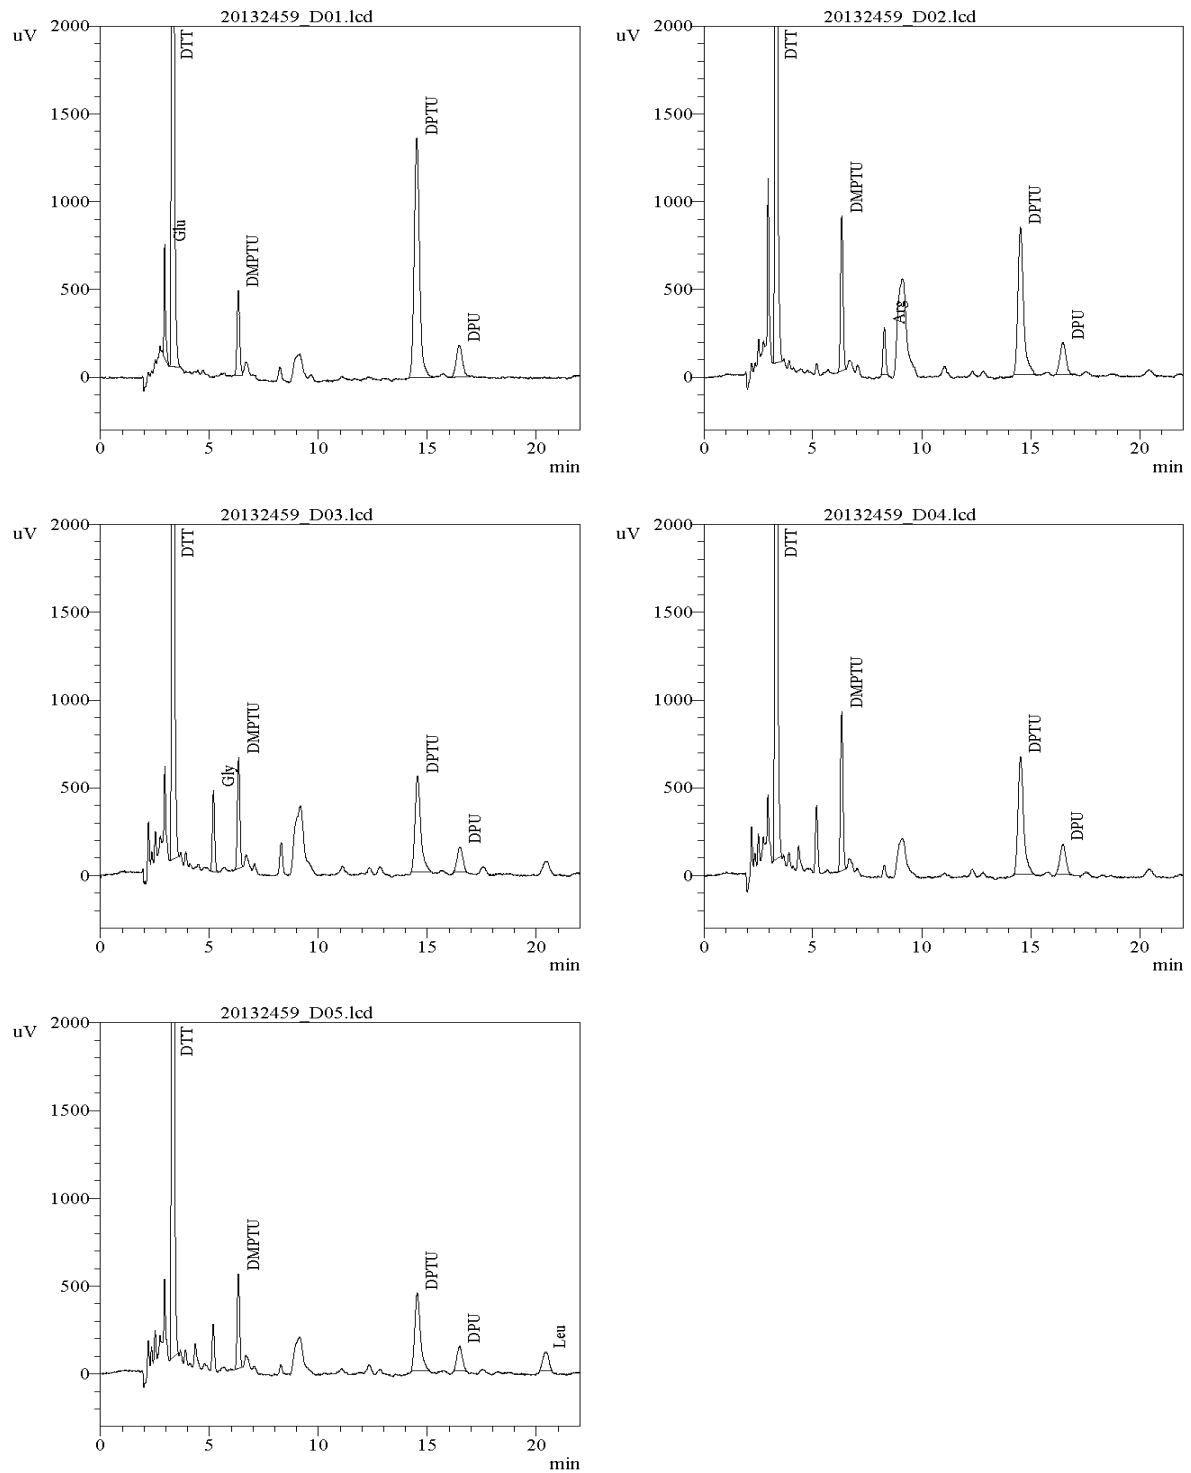 20132459_D01.lcd
uV
2000
1500
1000
500
0
DTT
Glu
DMPTU
DPTU
DPU
0 5 10 15 20
min
20132459_D02.lcd
uV
2000
1500
1000
500
0
DTT
DMPTU
Arg
DPTU
DPU
0 5 10 15 20
min
20132459_D03.lcd
uV
2000
1500
1000
500
0
DTT
Gly
DMPTU
DPTU
DPU
0 5 10 15 20
min
20132459_D04.lcd
uV
2000
1500
1000
500
0
DTT
DMPTU
DPTU
DPU
0 5 10 15 20
min
20132459_D05.lcd
uV
2000
1500
1000
500
0
DTT
DMPTU
DPTU
DPU
Leu
0 5 10 15 20
min